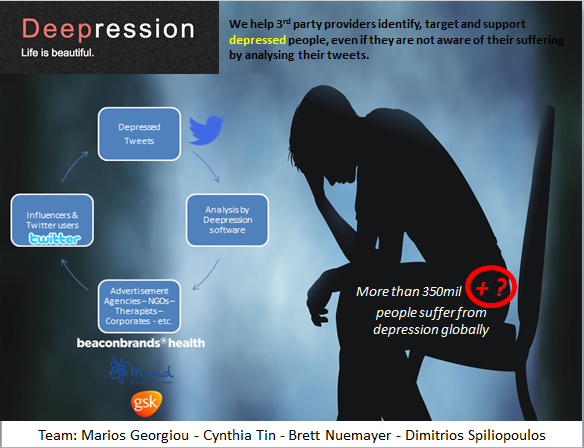 Deepression
Life is beautiful.
We help 3rd party providers identify, target and support
depressed people, even if they are not aware of their suffering
by analysing their tweets.
Depressed
Tweets
Influencers &
Twitter users
twitter
Analysis by
Deepression
software
Advertisement
Agencies – NGOs –
Therapists –
Corporates - etc.
beaconbrands®health
mind
gsk
More than 350mil + ?
people suffer from
depression globally
Team: Marios Georgiou - Cynthia Tin - Brett Nuemayer - Dimitrios Spiliopoulos